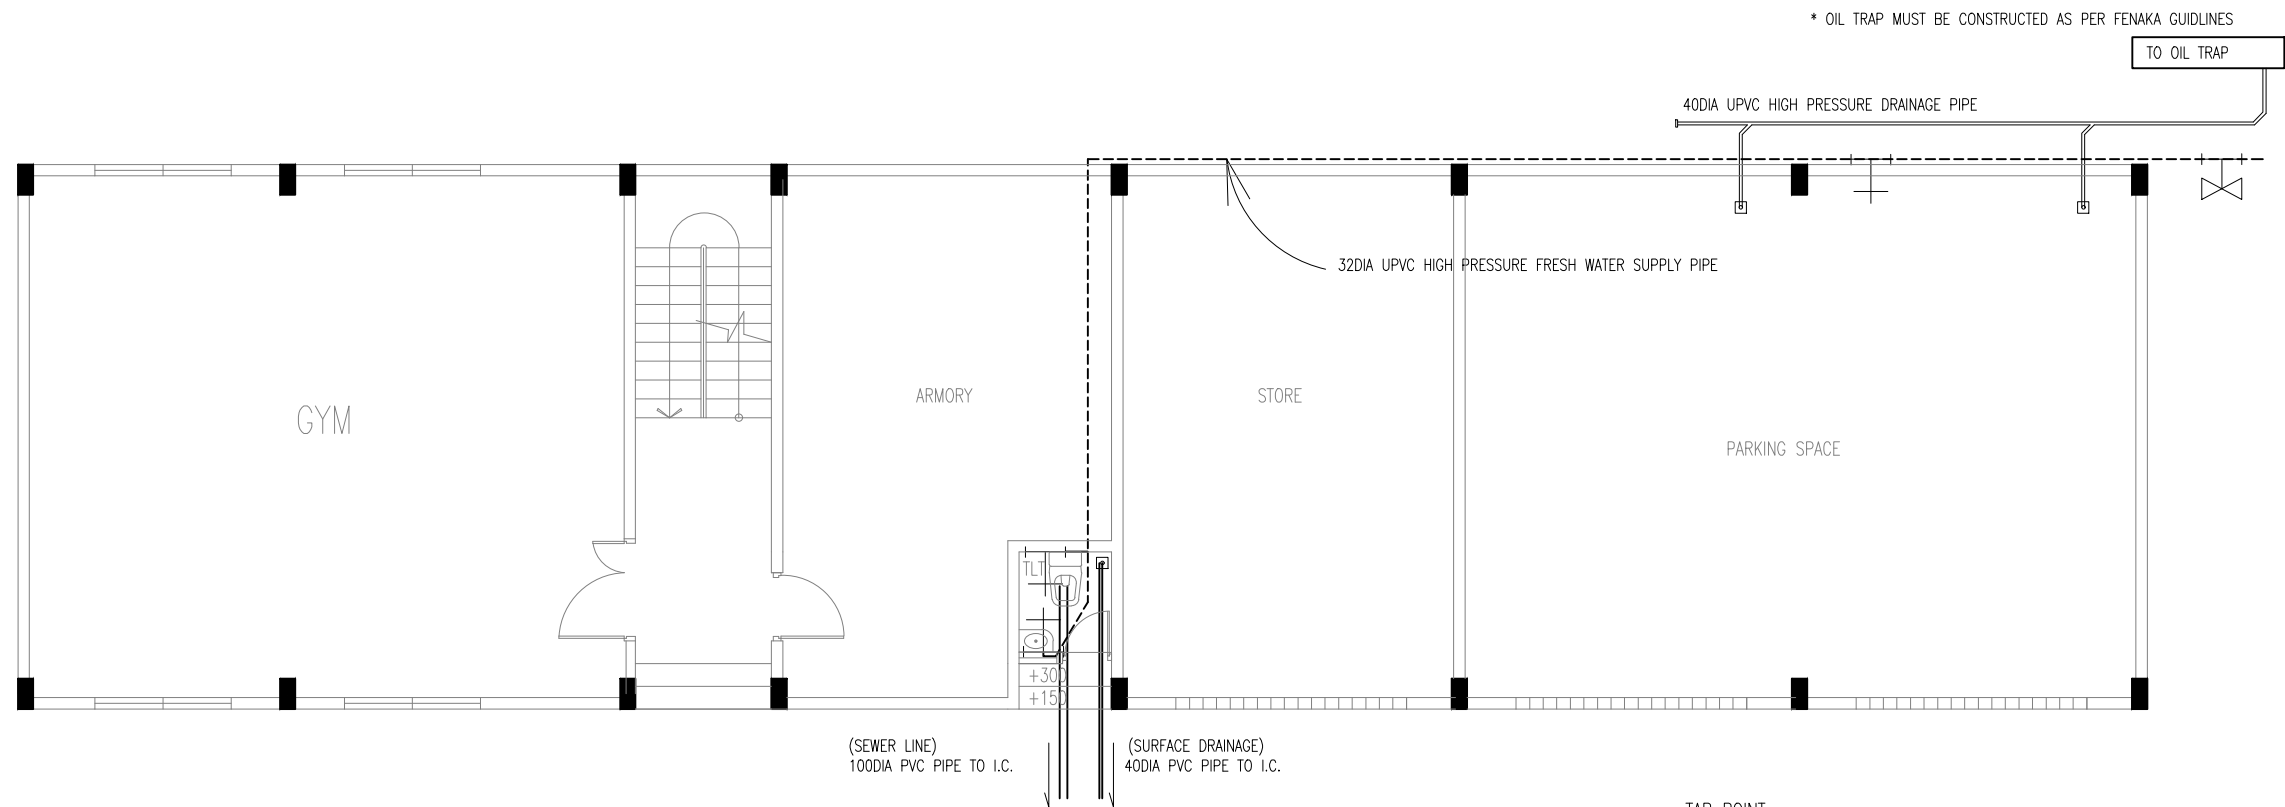 * OIL TRAP MUST BE CONSTRUCTED AS PER FENAKA GUIDLINES
TO OIL TRAP
40DIA UPVC HIGH PRESSURE DRAINAGE PIPE
32DIA UPVC HIGH PRESSURE FRESH WATER SUPPLY PIPE
GYM
ARMORY
STORE
PARKING SPACE
TLT
+300
+150
(SEWER LINE)
100DIA PVC PIPE TO I.C.
(SURFACE DRAINAGE)
40DIA PVC PIPE TO I.C.
TAP POINT